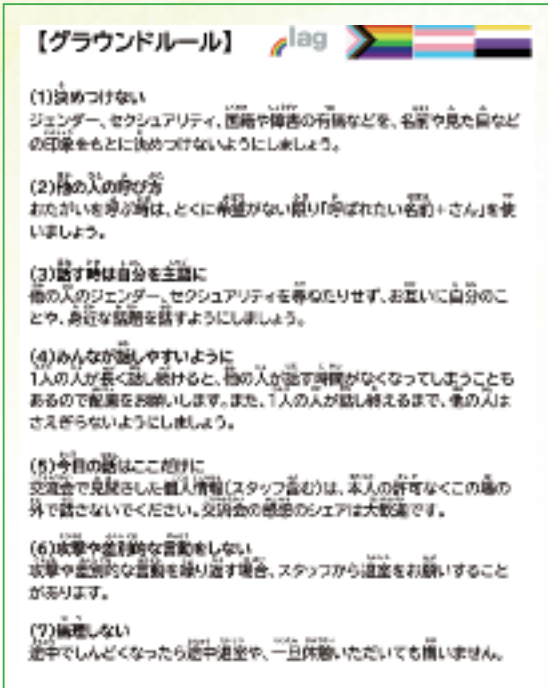 【グラウンドルール】
lag
(1)決めつけない
ジェンダー、セクシュアリティ、国籍や障害の有無などを、名前や見た目など
の印象をもとに決めつけないようにしましょう。
(2)他の人の呼び方
おたがいを呼ぶ時は、とくに希望がない限り「呼ばれたい名前+さん」を使
いましょう。
(3)話す時は自分を主語に
他の人のジェンダー、セクシュアリティを尋ねたりせず、お互いに自分のこ
とや、身近な話題を話すようにしましょう。
(4)みんなが話しやすいように
1人の人が長く話し続けると、他の人が話す時間がなくなってしまうことも
あるので配慮をお願いします。また、1人の人が話し終えるまで、他の人は
さえぎらないようにしましょう。
(5)今日の話はここだけに
交流会で見聞きした個人情報(スタッフ含む)は、本人の許可なくこの場の
外で話さないでください。交流会の感想のシェアは大歓迎です。
(6)攻撃や差別的な言動をしない
攻撃や差別的な言動を繰り返す場合、スタッフから退室をお願いすること
があります。
(7)無理しない
途中でしんどくなったら途中退室や、一旦休憩いただいても構いません。